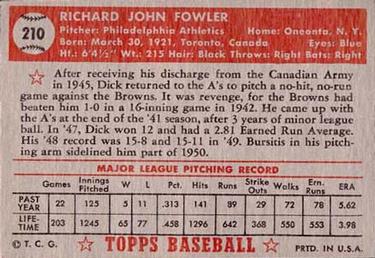 210
RICHARD JOHN FOWLER
Pitcher: Philadelphhia Athletics Home: Oneonta, N. Y.
Born: March 30, 1921, Toronto, Canada Eyes: Blue
Ht.: 6'4½" Wt.: 215 Hair: Black Throws: Right Bats: Right
After receiving his discharge from the Canadian Army
in 1945, Dick returned to the A's to pitch a no-hit, no-run
game against the Browns. It was revenge, for the Browns had
beaten him 1-0 in a 16-inning game in 1942. He came up with
the A's at the end of the '41 season, after 3 years of minor league
ball. In '47, Dick won 12 and had a 2.81 Earned Run Average.
His '48 record was 15-8 and 15-11 in '49. Bursitis in his pitch-
ing arm sidelined him part of 1950.
MAJOR LEAGUE PITCHING RECORD
Games Innings Pitched W L Pct. Hits Runs Strike Outs Walks Ern. Runs ERA
PAST YEAR 22 125 5 11 .313 141 89 29 72 78 5.62
LIFE-TIME 203 1245 65 77 .458 1296 642 368 550 553 3.98
© T. C. G. TOPPS BASEBALL PRTD. IN U.S.A.